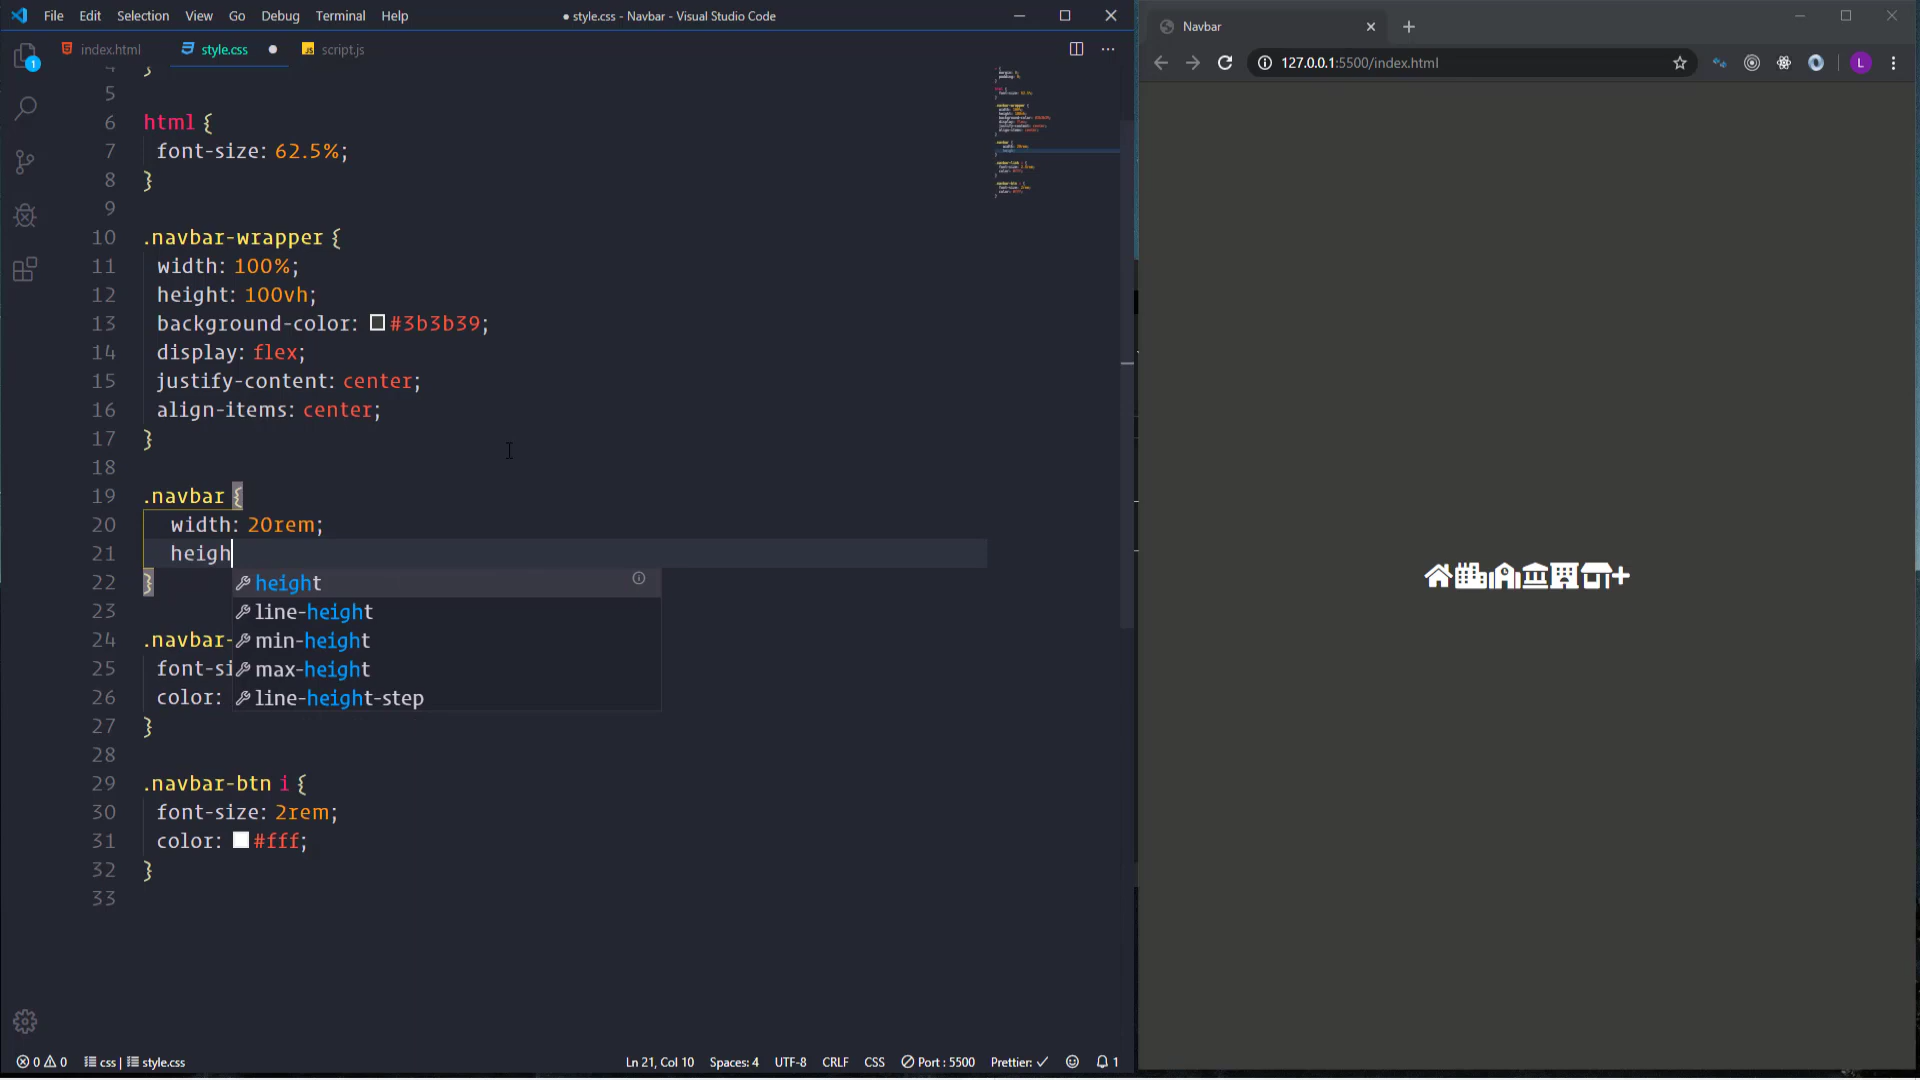 File Edit Selection View Go Debug Terminal Help
● style.css - Navbar - Visual Studio Code
index.html style.css ● script.js
1
4 }
5
6 html {
7 font-size: 62.5%;
8 }
9
10 .navbar-wrapper {
11 width: 100%;
12 height: 100vh;
13 background-color: #3b3b39;
14 display: flex;
15 justify-content: center;
16 align-items: center;
17 }
18
19 .navbar {
20 width: 20rem;
21 heigh
22 }
height
line-height
min-height
max-height
line-height-step
23
24 .navbar-
25 font-si
26 color:
27 }
28
29 .navbar-btn i {
30 font-size: 2rem;
31 color: #fff;
32 }
33
0 0 css | style.css
Ln 21, Col 10 Spaces: 4 UTF-8 CRLF CSS Port : 5500 Prettier: ✓ 1
Navbar
127.0.0.1:5500/index.html
L